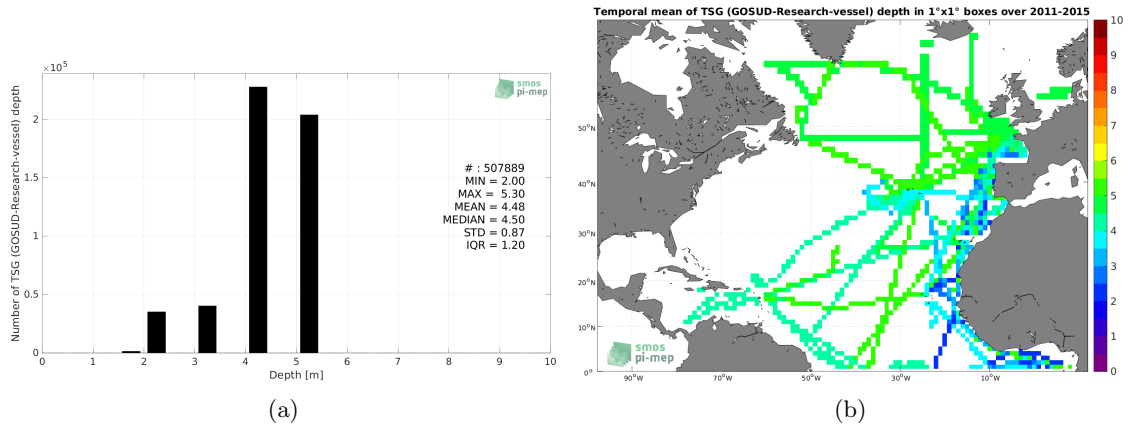 ×10⁵
2
1.5
1
0.5
0
Number of TSG (GOSUD-Research-vessel) depth
smos
pi-mep
# : 507889
MIN = 2.00
MAX = 5.30
MEAN = 4.48
MEDIAN = 4.50
STD = 0.87
IQR = 1.20
0 1 2 3 4 5 6 7 8 9 10
Depth [m]
(a)
Temporal mean of TSG (GOSUD-Research-vessel) depth in 1°x1° boxes over 2011-2015
50°N
40°N
30°N
20°N
10°N
0°
90°W 70°W 50°W 30°W 10°W
smos
pi-mep
10
9
8
7
6
5
4
3
2
1
0
(b)